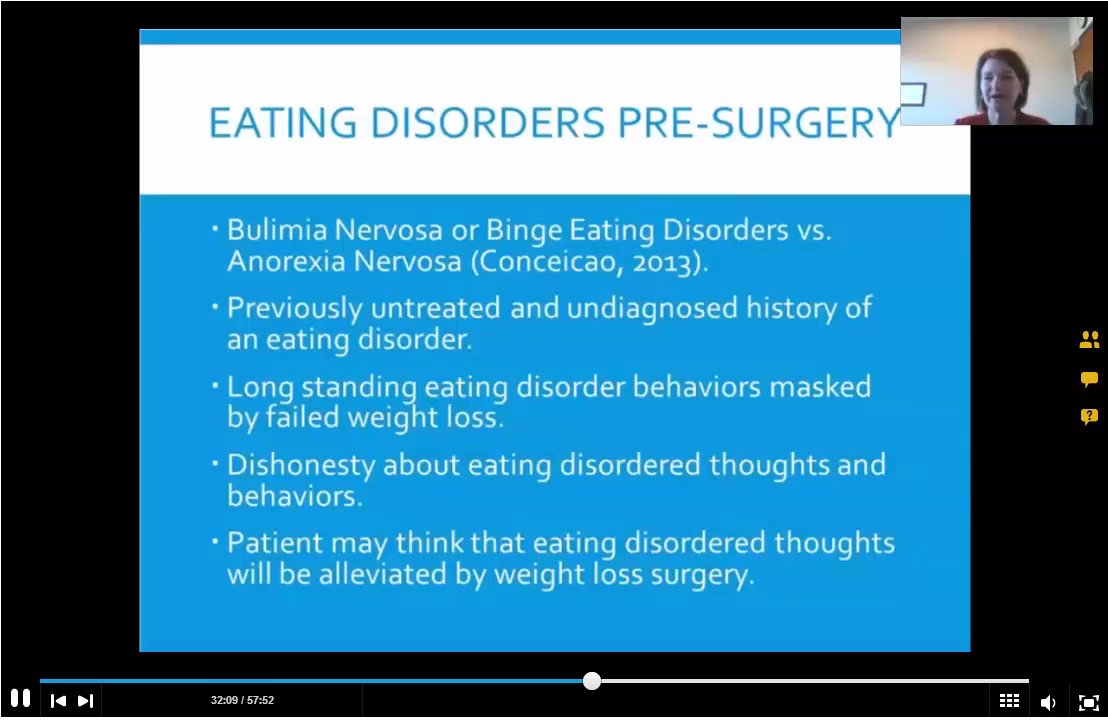 EATING DISORDERS PRE-SURGERY
▪ Bulimia Nervosa or Binge Eating Disorders vs.
Anorexia Nervosa (Conceicao, 2013).
▪ Previously untreated and undiagnosed history of
an eating disorder.
▪ Long standing eating disorder behaviors masked
by failed weight loss.
▪ Dishonesty about eating disordered thoughts and
behaviors.
▪ Patient may think that eating disordered thoughts
will be alleviated by weight loss surgery.
?
32:09 / 57:52